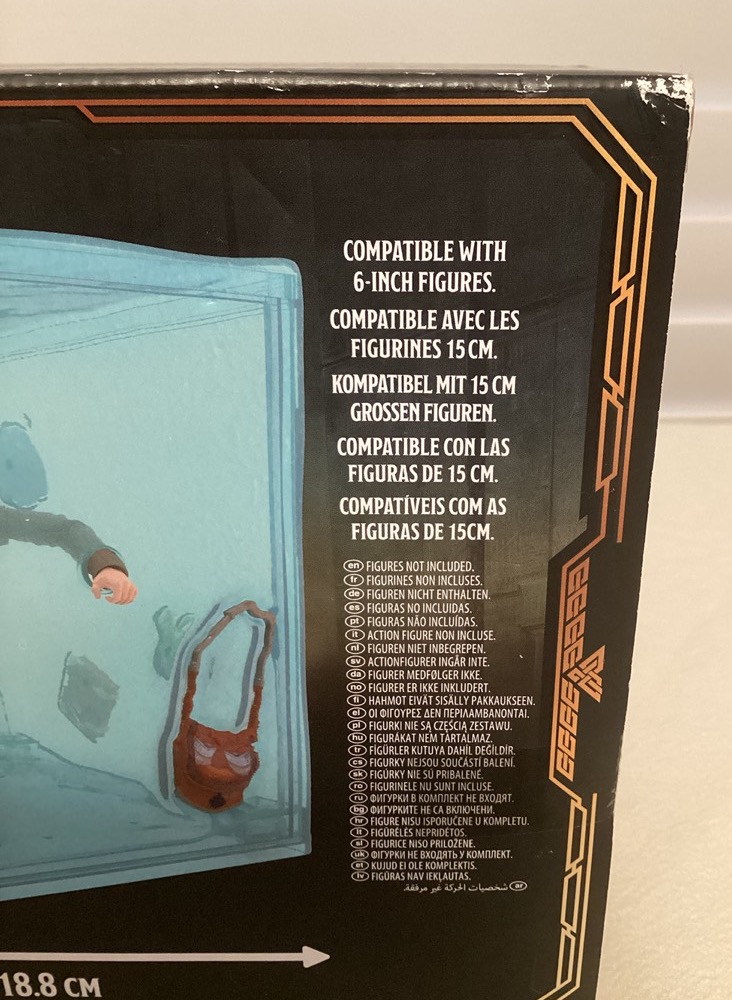 COMPATIBLE WITH
6-INCH FIGURES.
COMPATIBLE AVEC LES
FIGURINES 15 CM.
KOMPATIBEL MIT 15 CM
GROSSEN FIGUREN.
COMPATIBLE CON LAS
FIGURAS DE 15 CM.
COMPATÍVEIS COM AS
FIGURAS DE 15CM.
en FIGURES NOT INCLUDED.
fr FIGURINES NON INCLUSES.
de FIGUREN NICHT ENTHALTEN.
es FIGURAS NO INCLUIDAS.
pt FIGURAS NÃO INCLUÍDAS.
it ACTION FIGURE NON INCLUSE.
nl FIGUREN NIET INBEGREPEN.
sv ACTIONFIGURER INGÅR INTE.
da FIGURER MEDFØLGER IKKE.
no FIGURER ER IKKE INKLUDERT.
fi HAHMOT EIVÄT SISÄLLY PAKKAUKSEEN.
el ΟΙ ΦΙΓΟΥΡΕΣ ΔΕΝ ΠΕΡΙΛΑΜΒΑΝΟΝΤΑΙ.
pl FIGURKI NIE SĄ CZĘŚCIĄ ZESTAWU.
hu FIGURÁKAT NEM TARTALMAZ.
tr FİGÜRLER KUTUYA DAHİL DEĞİLDİR.
cs FIGURKY NEJSOU SOUČÁSTÍ BALENÍ.
sk FIGÚRKY NIE SÚ PRIBALENÉ.
ro FIGURINELE NU SUNT INCLUSE.
ru ФИГУРКИ В КОМПЛЕКТ НЕ ВХОДЯТ.
bg ФИГУРКИТЕ НЕ СА ВКЛЮЧЕНИ.
hr FIGURE NISU ISPORUČENE U KOMPLETU.
lt FIGŪRĖLĖS NEPRIDĖTOS.
sl FIGURICE NISO PRILOŽENE.
uk ФІГУРКИ НЕ ВХОДЯТЬ У КОМПЛЕКТ.
et KUJUD EI OLE KOMPLEKTIS.
lv FIGŪRAS NAV IEKĻAUTAS.
ar شخصيات الحركة غير مرفقة.
18.8 CM